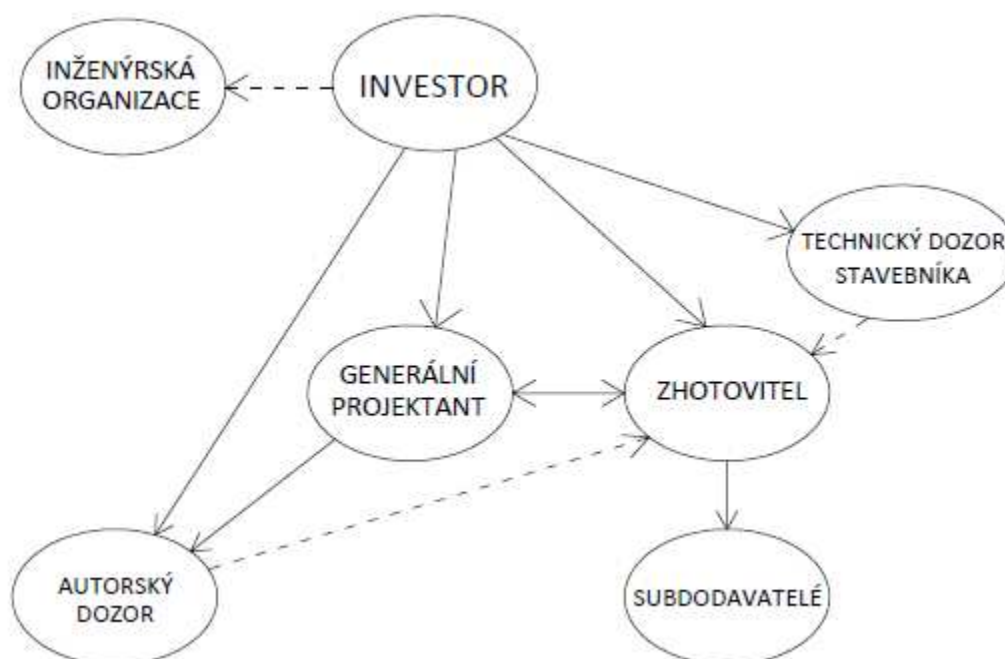 INŽENÝRSKÁ
ORGANIZACE
INVESTOR
TECHNICKÝ DOZOR
STAVEBNÍKA
GENERÁLNÍ
PROJEKTANT
ZHOTOVITEL
AUTORSKÝ
DOZOR
SUBDODAVATELÉ